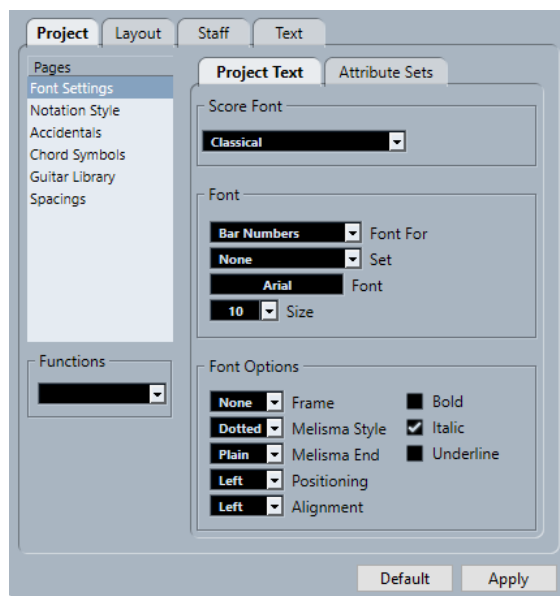 Project Layout Staff Text
Pages
Font Settings
Notation Style
Accidentals
Chord Symbols
Guitar Library
Spacings
Functions
Project Text Attribute Sets
Score Font
Classical
Font
Bar Numbers Font For
None Set
Arial Font
10 Size
Font Options
None Frame Bold
Dotted Melisma Style Italic
Plain Melisma End Underline
Left Positioning
Left Alignment
Default Apply